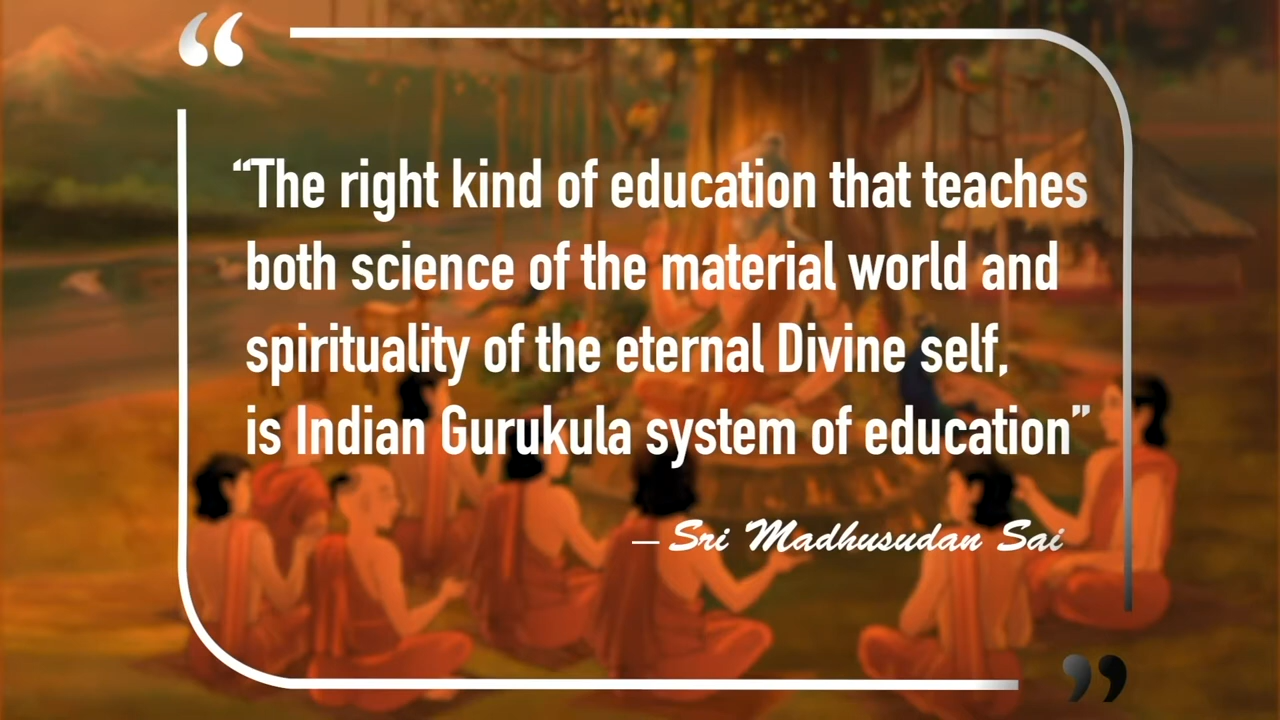 “The right kind of education that teaches
both science of the material world and
spirituality of the eternal Divine self,
is Indian Gurukula system of education”
— Sri Madhusudan Sai